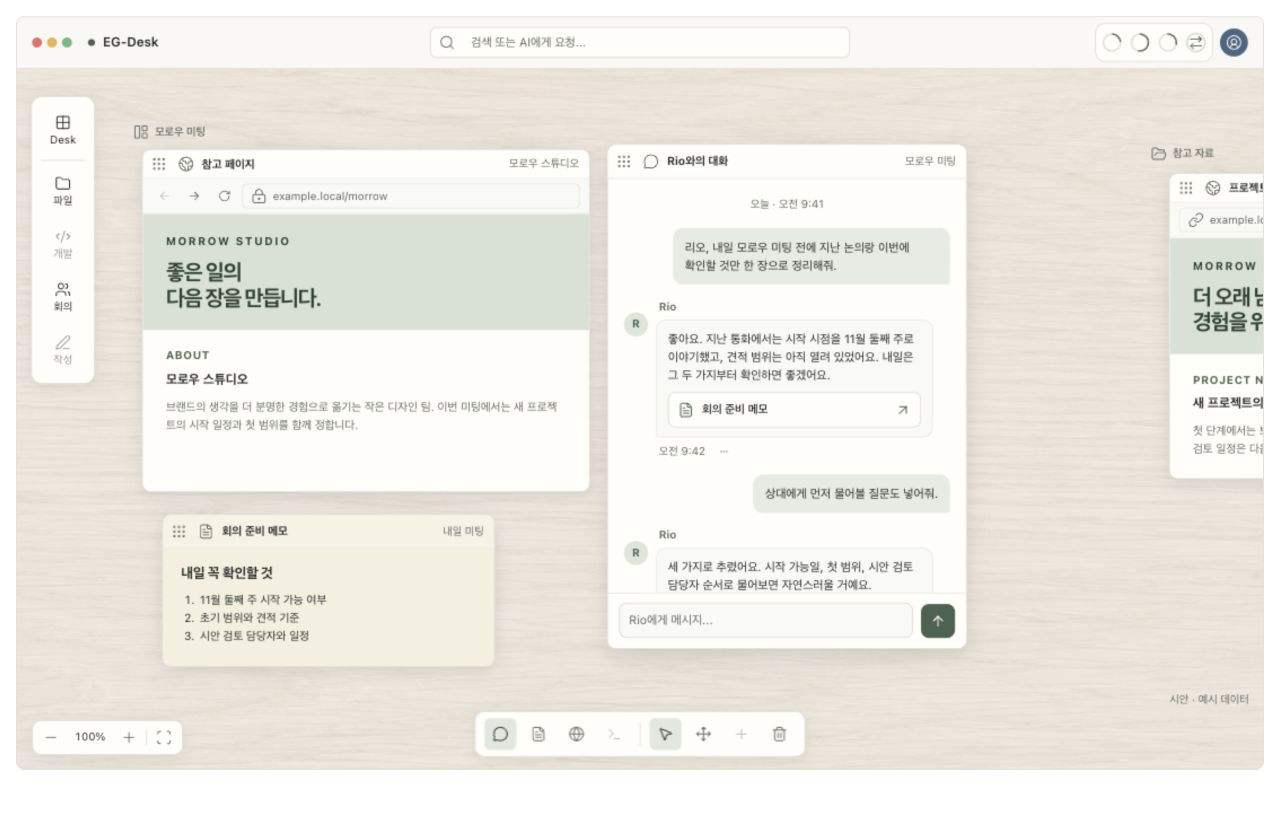 EG-Desk
검색 또는 AI에게 요청...
Desk
파일
</>
개발
회의
작성
모로우 미팅
참고 페이지
모로우 스튜디오
example.local/morrow
MORROW STUDIO
좋은 일의
다음 장을 만듭니다.
ABOUT
모로우 스튜디오
브랜드의 생각을 더 분명한 경험으로 옮기는 작은 디자인 팀. 이번 미팅에서는 새 프로젝
트의 시작 일정과 첫 범위를 함께 정합니다.
회의 준비 메모
내일 미팅
내일 꼭 확인할 것
1. 11월 둘째 주 시작 가능 여부
2. 초기 범위와 견적 기준
3. 시안 검토 담당자와 일정
Rio와의 대화
모로우 미팅
오늘 · 오전 9:41
리오, 내일 모로우 미팅 전에 지난 논의랑 이번에
확인할 것만 한 장으로 정리해줘.
Rio
R
좋아요. 지난 통화에서는 시작 시점을 11월 둘째 주로
이야기했고, 견적 범위는 아직 열려 있었어요. 내일은
그 두 가지부터 확인하면 좋겠어요.
회의 준비 메모
오전 9:42 ···
상대에게 먼저 물어볼 질문도 넣어줘.
Rio
R
세 가지로 추렸어요. 시작 가능일, 첫 범위, 시안 검토
담당자 순서로 물어보면 자연스러울 거예요.
Rio에게 메시지...
참고 자료
example.lo
MORROW
더 오래
경험을
PROJECT N
새 프로젝트의
첫 단계에서는
검토 일정은
시안 · 예시 데이터
100%